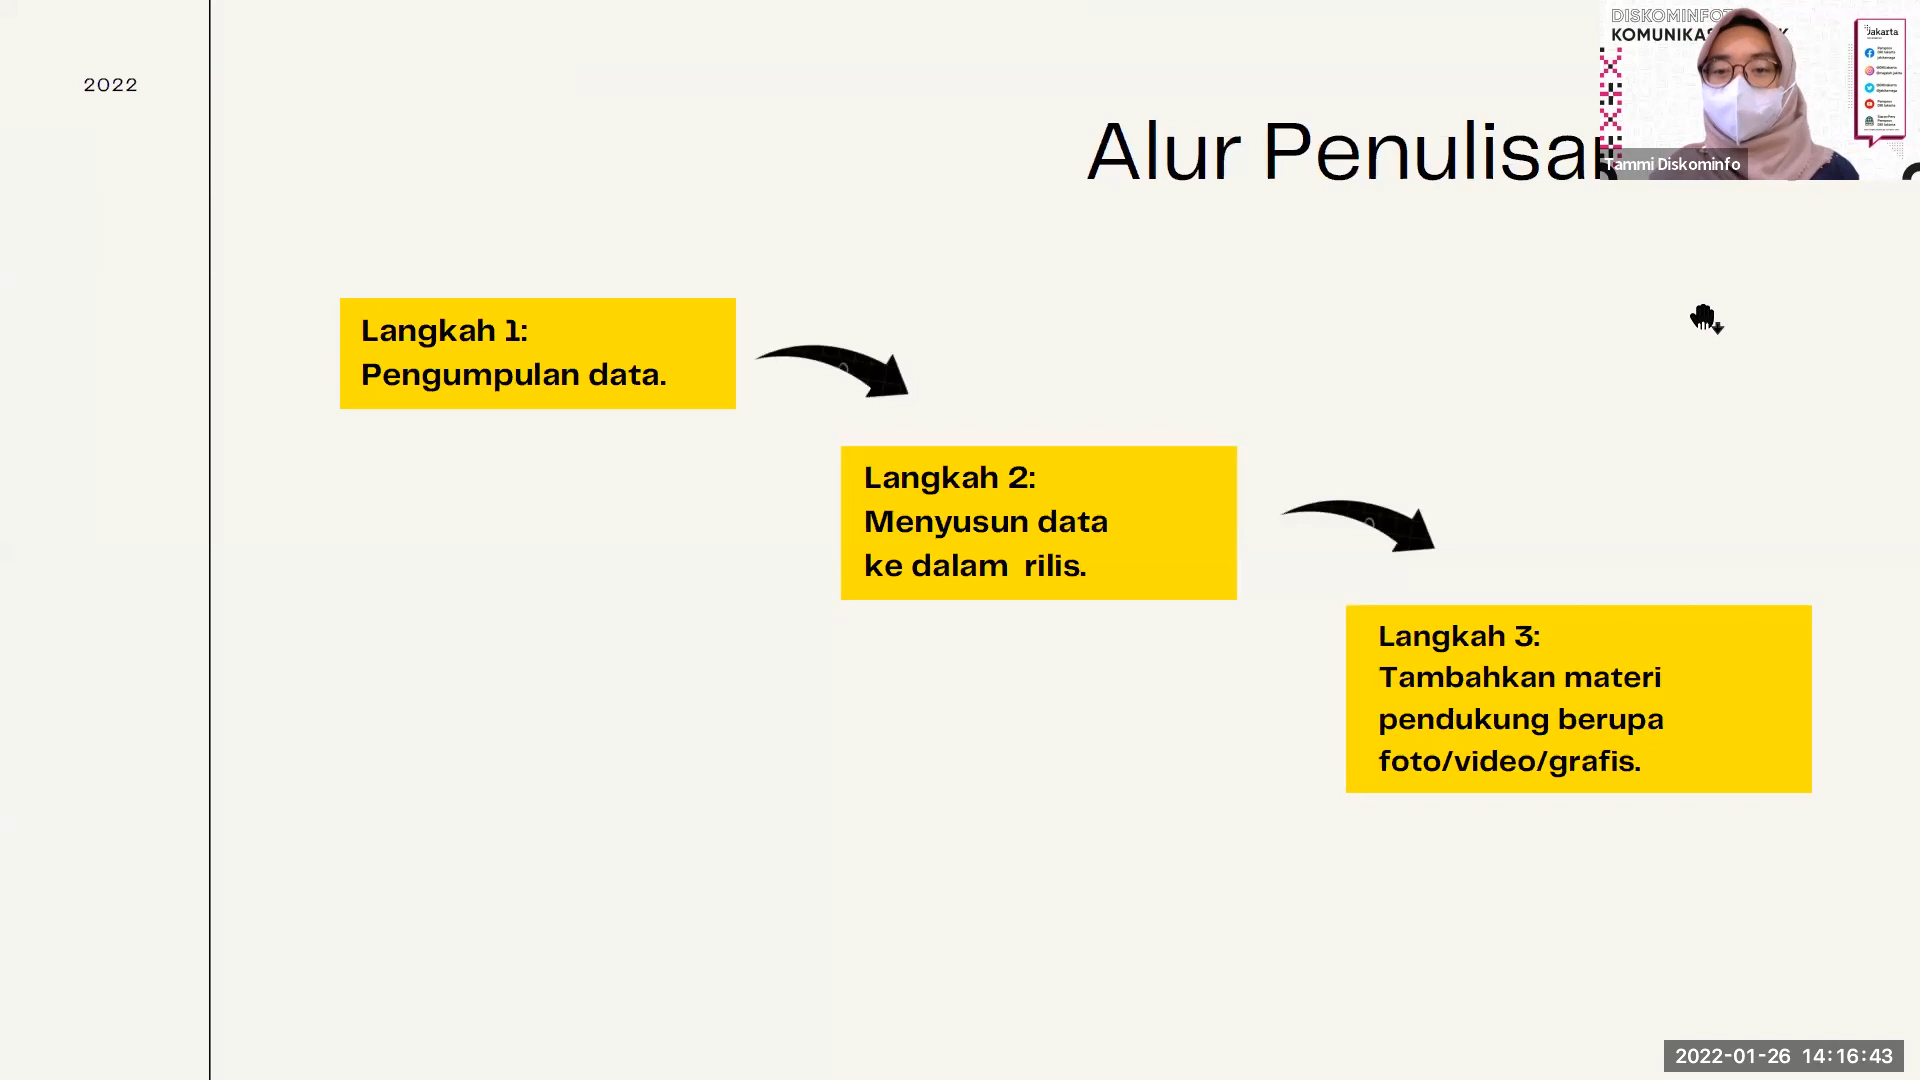 2022
Alur Penulisa
Langkah 1:
Pengumpulan data.
Langkah 2:
Menyusun data
ke dalam rilis.
Langkah 3:
Tambahkan materi
pendukung berupa
foto/video/grafis.
DISKOMINFO
KOMUNIKAS
Jakarta
Tammi Diskominfo
2022-01-26 14:16:43